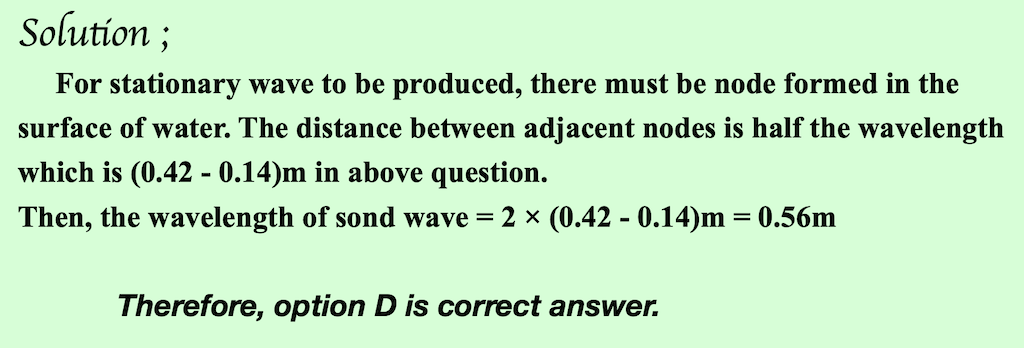 Solution ;
For stationary wave to be produced, there must be node formed in the
surface of water. The distance between adjacent nodes is half the wavelength
which is (0.42 - 0.14)m in above question.
Then, the wavelength of sond wave = 2 × (0.42 - 0.14)m = 0.56m
Therefore, option D is correct answer.